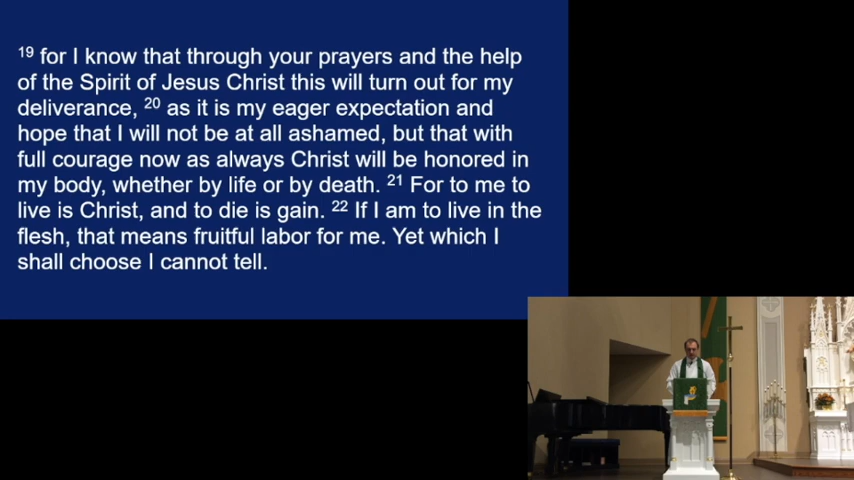 19 for I know that through your prayers and the help
of the Spirit of Jesus Christ this will turn out for my
deliverance, 20 as it is my eager expectation and
hope that I will not be at all ashamed, but that with
full courage now as always Christ will be honored in
my body, whether by life or by death. 21 For to me to
live is Christ, and to die is gain. 22 If I am to live in the
flesh, that means fruitful labor for me. Yet which I
shall choose I cannot tell.